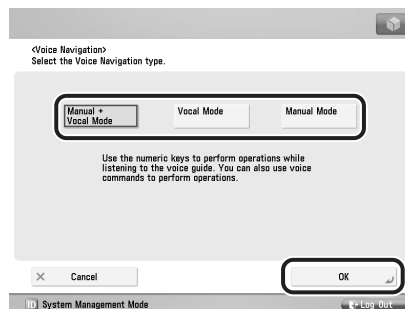 <Voice Navigation>
Select the Voice Navigation type.
Manual +
Vocal Mode
Vocal Mode
Manual Mode
Use the numeric keys to perform operations while
listening to the voice guide. You can also use voice
commands to perform operations.
Cancel
OK
System Management Mode
Log Out